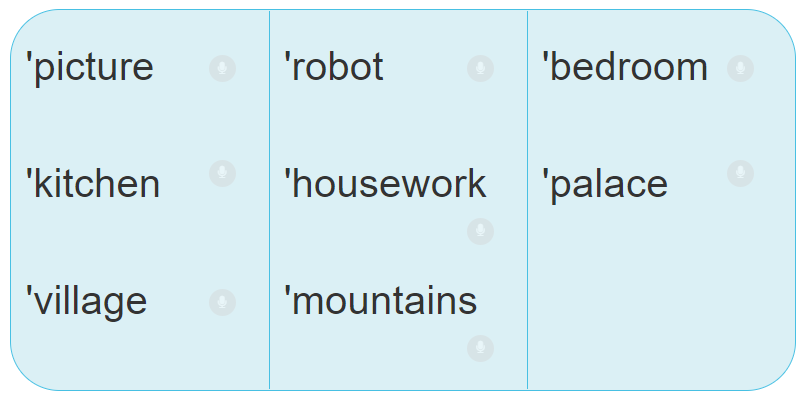 'picture 'robot 'bedroom
'kitchen 'housework 'palace
'village 'mountains